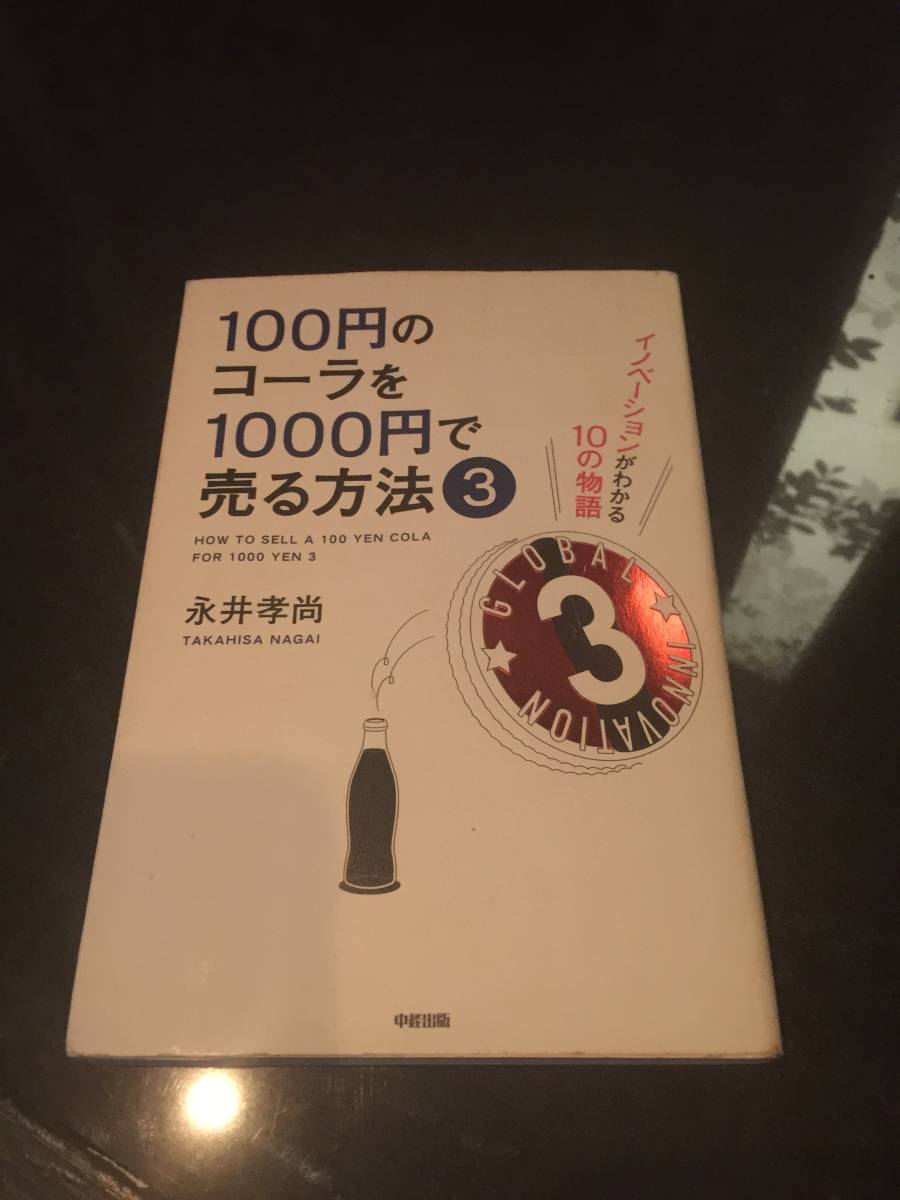 100円の
コーラを
1000円で
売る方法3
HOW TO SELL A 100 YEN COLA
FOR 1000 YEN 3
永井孝尚
TAKAHISA NAGAI
イノベーションがわかる
10の物語
GLOBAL
3
INNOVATION
中経出版